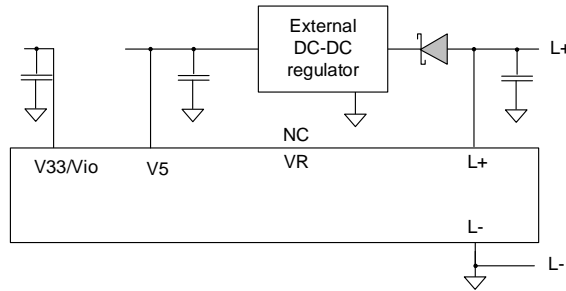 External
DC-DC
regulator
L+
NC
V33/Vio
V5
VR
L+
L-
L-